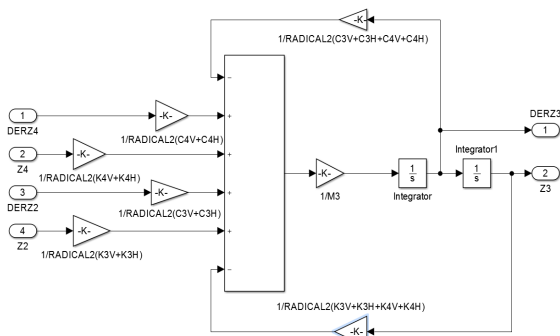 -K-
1/RADICAL2(C3V+C3H+C4V+C4H)
−
1
DERZ4
-K-
+
1/RADICAL2(C4V+C4H)
2
Z4
-K-
+
1/RADICAL2(K4V+K4H)
3
DERZ2
-K-
+
1/RADICAL2(C3V+C3H)
4
Z2
-K-
+
1/RADICAL2(K3V+K3H)
−
-K-
1/M3
1
s
Integrator
Integrator1
1
s
DERZ3
1
2
Z3
1/RADICAL2(K3V+K3H+K4V+K4H)
-K-